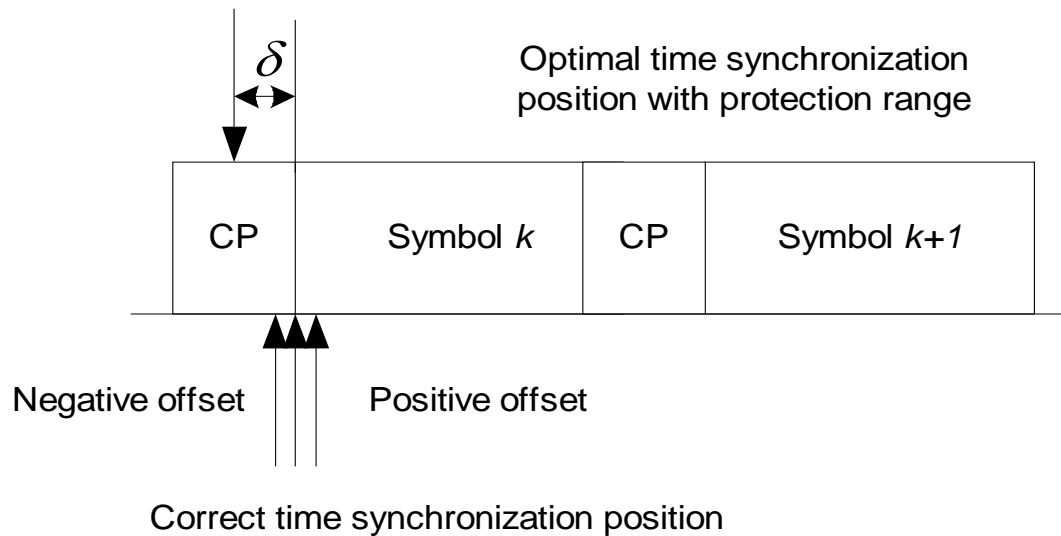 δ
Optimal time synchronization
position with protection range
CP
Symbol k
CP
Symbol k+1
Negative offset
Positive offset
Correct time synchronization position